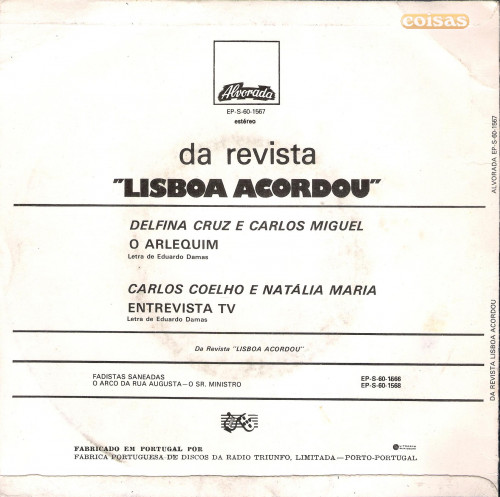 coisas
Alvorada
EP-S-60-1567
estéreo
da revista
"LISBOA ACORDOU"
DELFINA CRUZ E CARLOS MIGUEL
O ARLEQUIM
Letra de Eduardo Damas
CARLOS COELHO E NATÁLIA MARIA
ENTREVISTA TV
Letra de Eduardo Damas
Da Revista "LISBOA ACORDOU"
FADISTAS SANEADAS EP-S-60-1666
O ARCO DA RUA AUGUSTA—O SR. MINISTRO EP-S-60-1568
FABRICADO EM PORTUGAL POR
FABRICA PORTUGUESA DE DISCOS DA RADIO TRIUNFO, LIMITADA—PORTO-PORTUGAL
ALVORADA EP-S-60-1567
DA REVISTA LISBOA ACORDOU